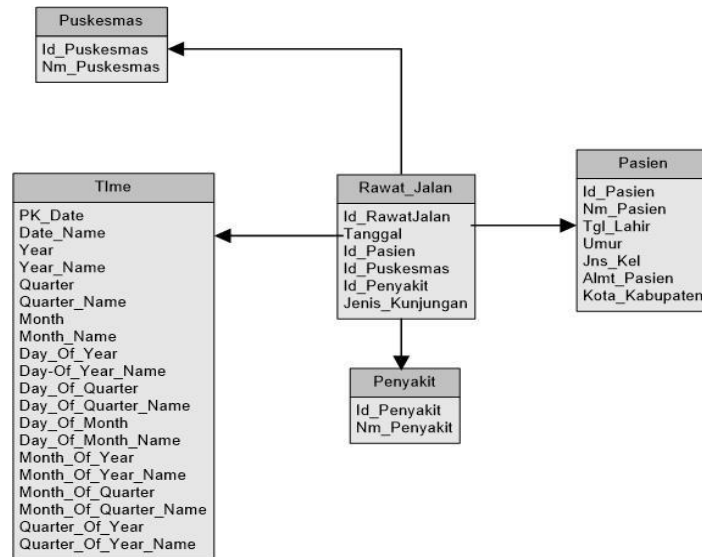 Puskesmas
Id_Puskesmas
Nm_Puskesmas
TIme
PK_Date
Date_Name
Year
Year_Name
Quarter
Quarter_Name
Month
Month_Name
Day_Of_Year
Day-Of_Year_Name
Day_Of_Quarter
Day_Of_Quarter_Name
Day_Of_Month
Day_Of_Month_Name
Month_Of_Year
Month_Of_Year_Name
Month_Of_Quarter
Month_Of_Quarter_Name
Quarter_Of_Year
Quarter_Of_Year_Name
Rawat_Jalan
Id_RawatJalan
Tanggal
Id_Pasien
Id_Puskesmas
Id_Penyakit
Jenis_Kunjungan
Penyakit
Id_Penyakit
Nm_Penyakit
Pasien
Id_Pasien
Nm_Pasien
Tgl_Lahir
Umur
Jns_Kel
Almt_Pasien
Kota_Kabupaten